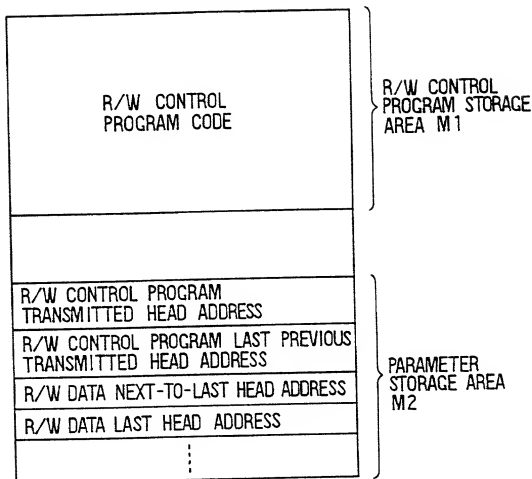 R/W CONTROL
PROGRAM CODE
R/W CONTROL
PROGRAM STORAGE
AREA M1
R/W CONTROL PROGRAM
TRANSMITTED HEAD ADDRESS
R/W CONTROL PROGRAM LAST PREVIOUS
TRANSMITTED HEAD ADDRESS
R/W DATA NEXT-TO-LAST HEAD ADDRESS
R/W DATA LAST HEAD ADDRESS
PARAMETER
STORAGE AREA
M2